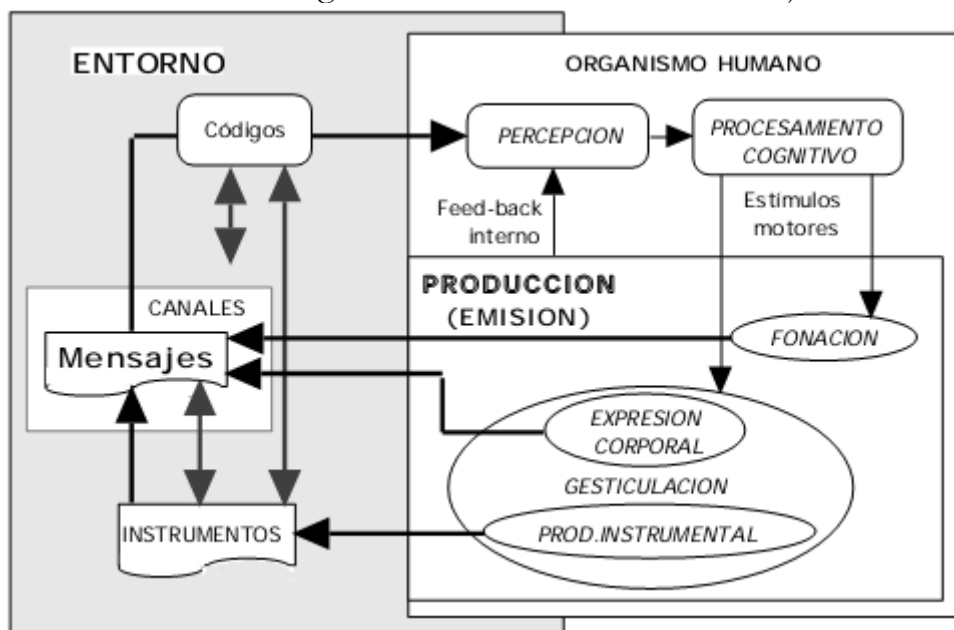 ENTORNO
ORGANISMO HUMANO
Códigos
PERCEPCION
PROCESAMIENTO
COGNITIVO
Feed-back
interno
Estímulos
motores
PRODUCCION
(EMISION)
CANALES
Mensajes
FONACION
EXPRESION
CORPORAL
GESTICULACION
INSTRUMENTOS
PROD.INSTRUMENTAL